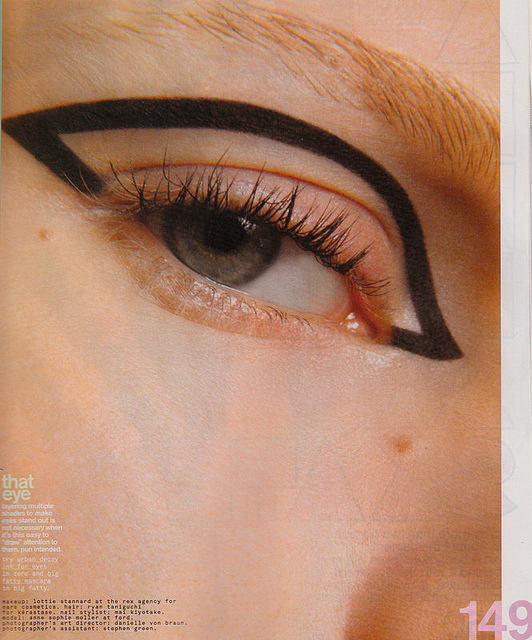 that
eye
layering multiple
shades to make
eyes stand out is
not necessary when
it's this easy to
"draw" attention to
them, pun intended.
try urban decay
ink for eyes
in zero and big
fatty mascara
in big fatty.
makeup: lottie stannard at the rex agency for
nars cosmetics. hair: ryan taniguchi
for kerastase. nail stylist: mai kiyotake.
model: anne sophie moller at ford.
photographer's art director: danielle von braun.
photographer's assistant: stephen green.
149